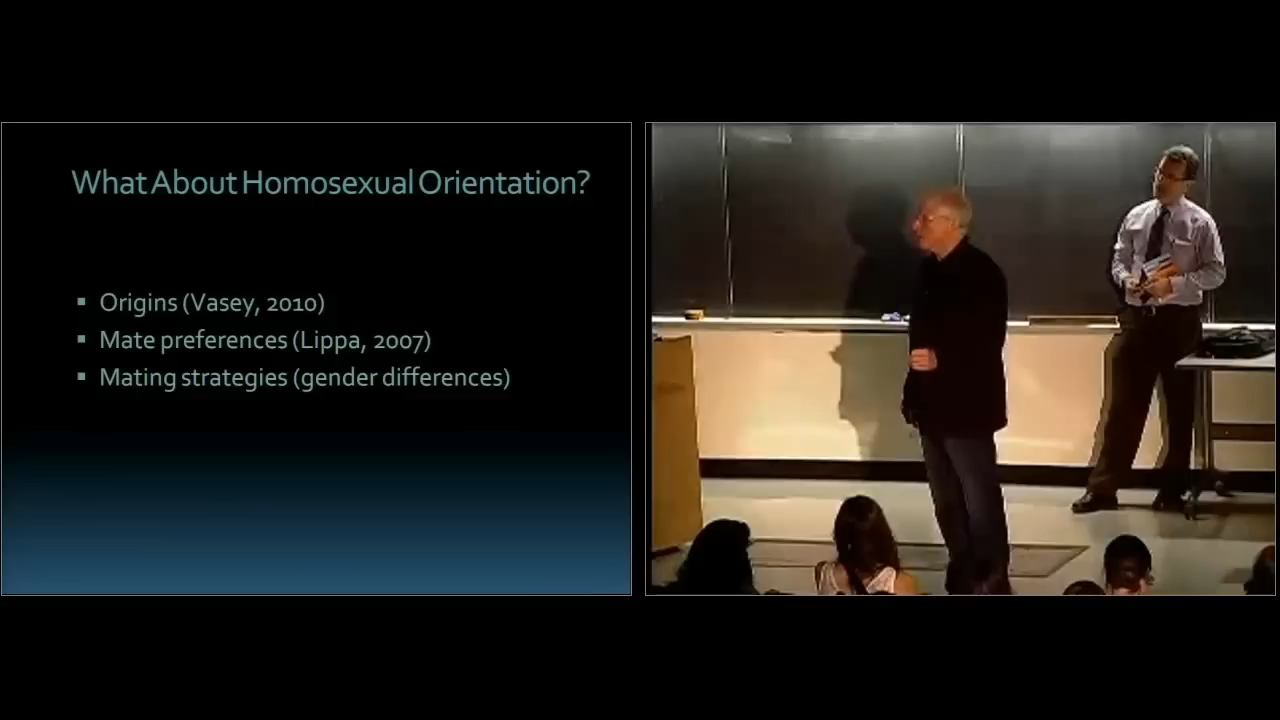 What About Homosexual Orientation?
▪ Origins (Vasey, 2010)
▪ Mate preferences (Lippa, 2007)
▪ Mating strategies (gender differences)